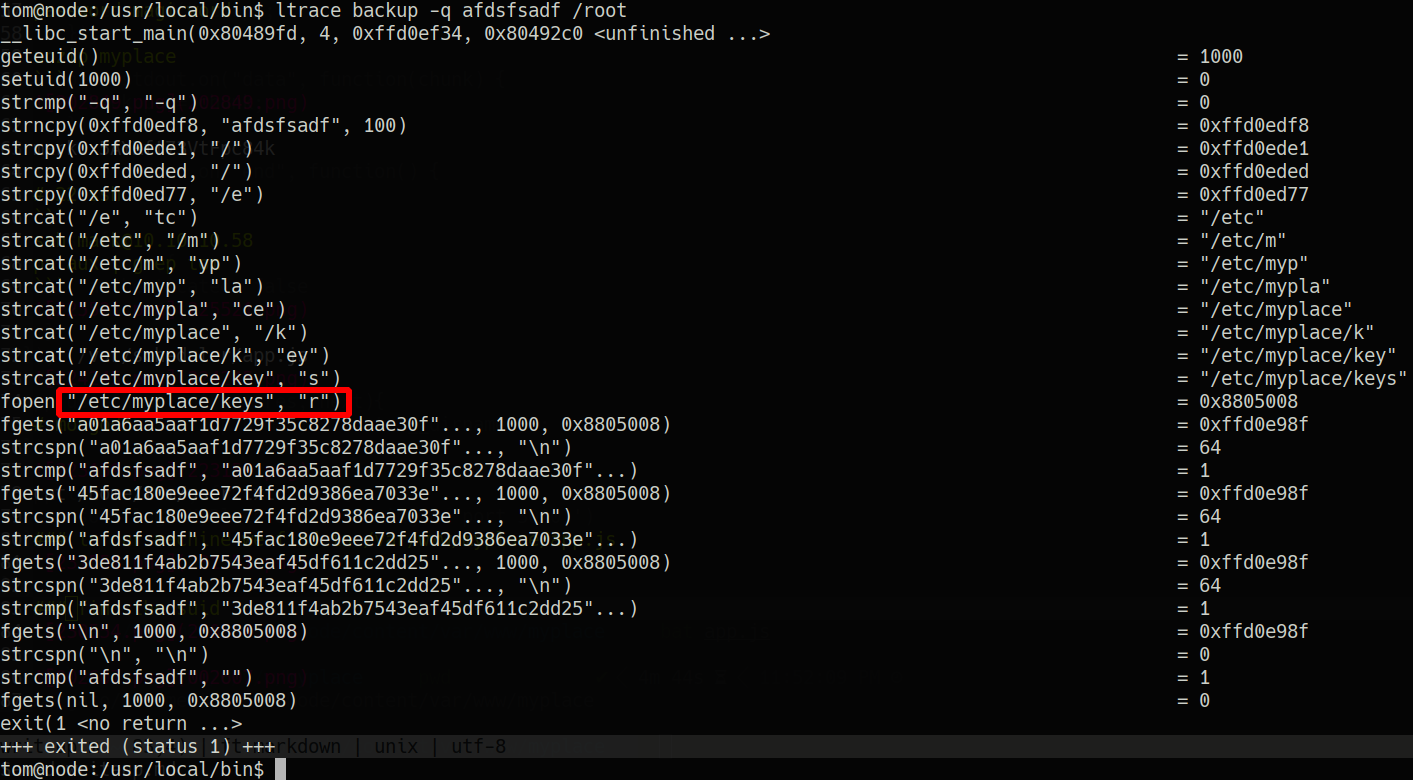 tom@node:/usr/local/bin$ ltrace backup -q afdsfsadf /root
__libc_start_main(0x80489fd, 4, 0xffd0ef34, 0x80492c0 <unfinished ...>
geteuid() = 1000
setuid(1000) = 0
strcmp("-q", "-q") = 0
strncpy(0xffd0edf8, "afdsfsadf", 100) = 0xffd0edf8
strcpy(0xffd0ede1, "/") = 0xffd0ede1
strcpy(0xffd0eded, "/") = 0xffd0eded
strcpy(0xffd0ed77, "/e") = 0xffd0ed77
strcat("/e", "tc") = "/etc"
strcat("/etc", "/m") = "/etc/m"
strcat("/etc/m", "yp") = "/etc/myp"
strcat("/etc/myp", "la") = "/etc/mypla"
strcat("/etc/mypla", "ce") = "/etc/myplace"
strcat("/etc/myplace", "/k") = "/etc/myplace/k"
strcat("/etc/myplace/k", "ey") = "/etc/myplace/key"
strcat("/etc/myplace/key", "s") = "/etc/myplace/keys"
fopen("/etc/myplace/keys", "r") = 0x8805008
fgets("a01a6aa5aaf1d7729f35c8278daae30f"..., 1000, 0x8805008) = 0xffd0e98f
strcspn("a01a6aa5aaf1d7729f35c8278daae30f"..., "\n") = 64
strcmp("afdsfsadf", "a01a6aa5aaf1d7729f35c8278daae30f"...) = 1
fgets("45fac180e9eee72f4fd2d9386ea7033e"..., 1000, 0x8805008) = 0xffd0e98f
strcspn("45fac180e9eee72f4fd2d9386ea7033e"..., "\n") = 64
strcmp("afdsfsadf", "45fac180e9eee72f4fd2d9386ea7033e"...) = 1
fgets("3de811f4ab2b7543eaf45df611c2dd25"..., 1000, 0x8805008) = 0xffd0e98f
strcspn("3de811f4ab2b7543eaf45df611c2dd25"..., "\n") = 64
strcmp("afdsfsadf", "3de811f4ab2b7543eaf45df611c2dd25"...) = 1
fgets("\n", 1000, 0x8805008) = 0xffd0e98f
strcspn("\n", "\n") = 0
strcmp("afdsfsadf", "") = 1
fgets(nil, 1000, 0x8805008) = 0
exit(1 <no return ...>
+++ exited (status 1) +++ rkdown | unix | utf-8
tom@node:/usr/local/bin$